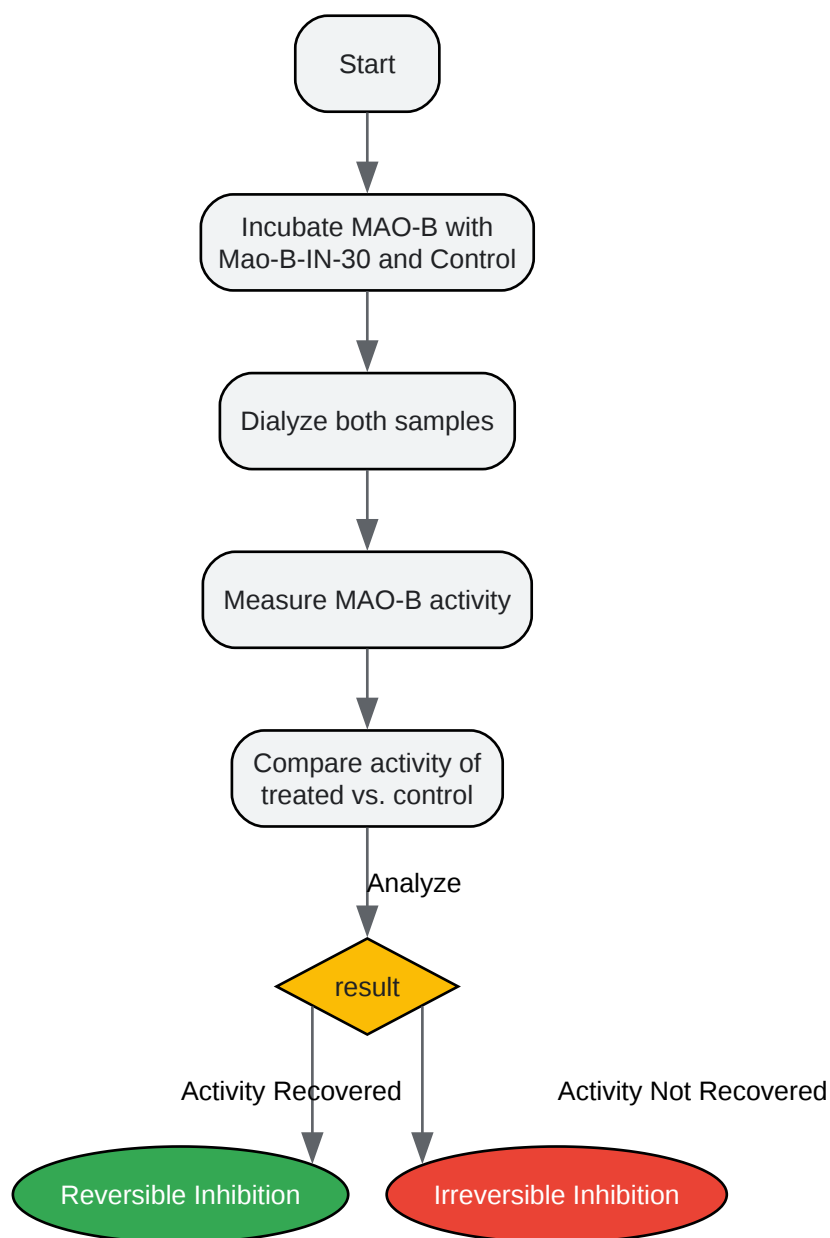 Start
Incubate MAO-B with
Mao-B-IN-30 and Control
Dialyze both samples
Measure MAO-B activity
Compare activity of
treated vs. control
Analyze
result
Activity Recovered
Activity Not Recovered
Reversible Inhibition
Irreversible Inhibition